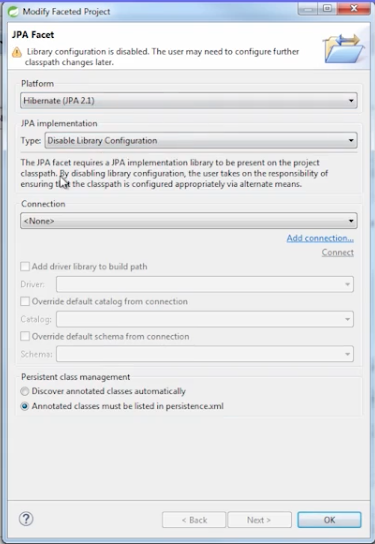 Modify Faceted Project
JPA Facet
Library configuration is disabled. The user may need to configure further
classpath changes later.
Platform
Hibernate (JPA 2.1)
JPA implementation
Type: Disable Library Configuration
The JPA facet requires a JPA implementation library to be present on the project
classpath. By disabling library configuration, the user takes on the responsibility of
ensuring that the classpath is configured appropriately via alternate means.
Connection
<None>
Add connection...
Connect
Add driver library to build path
Driver:
Override default catalog from connection
Catalog:
Override default schema from connection
Schema:
Persistent class management
Discover annotated classes automatically
Annotated classes must be listed in persistence.xml
?
< Back
Next >
OK